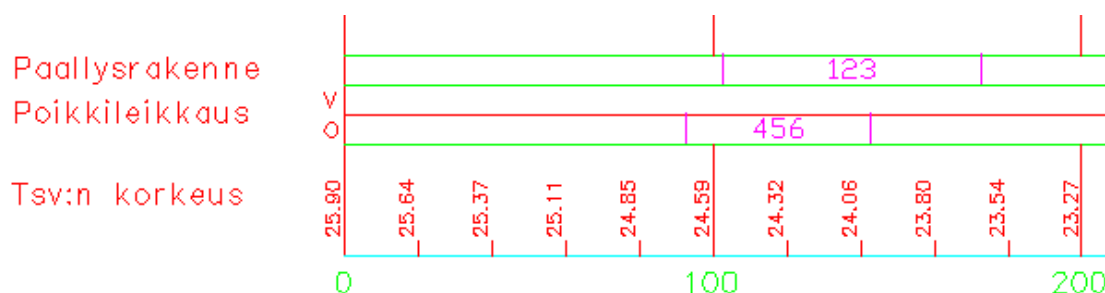 Paallysrakenne 123
V
Poikkileikkaus
O 456
Tsv:n korkeus 25.90 25.64 25.37 25.11 24.85 24.59 24.32 24.06 23.80 23.54 23.27
0 100 200